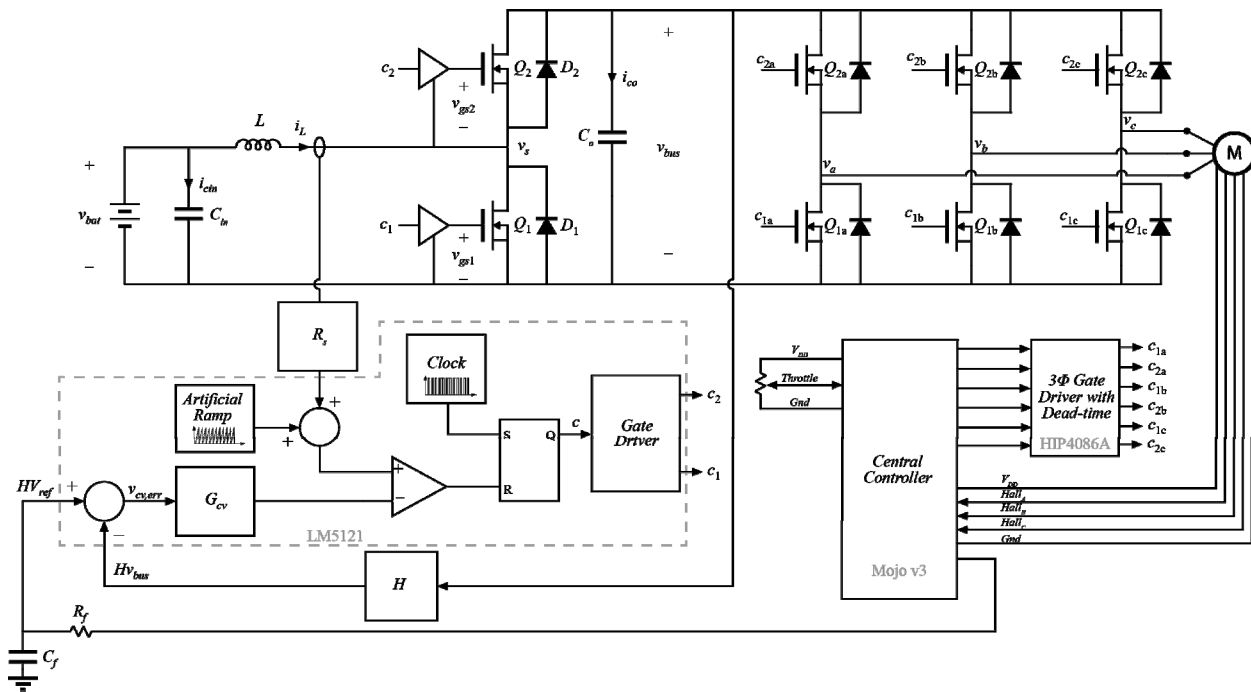 c2
Q2
D2
+
vgs2
−
+
ico
Co
vbus
−
c2a
Q2a
c2b
Q2b
c2c
Q2c
L
iL
vs
va
vb
vc
M
+
vbat
−
icin
Cin
c1
Q1
D1
+
vgs1
−
c1a
Q1a
c1b
Q1b
c1c
Q1c
Rs
Clock
Artificial
Ramp
+
+
S
Q
R
c
Gate
Driver
c2
c1
HVref
+
−
vcv,err
Gcv
+
−
LM5121
Hvbus
H
Rf
Cf
VDD
Throttle
Gnd
Central
Controller
Mojo v3
3Φ Gate
Driver with
Dead-time
HIP4086A
c1a
c2a
c1b
c2b
c1c
c2c
VDD
HallA
HallB
HallC
Gnd